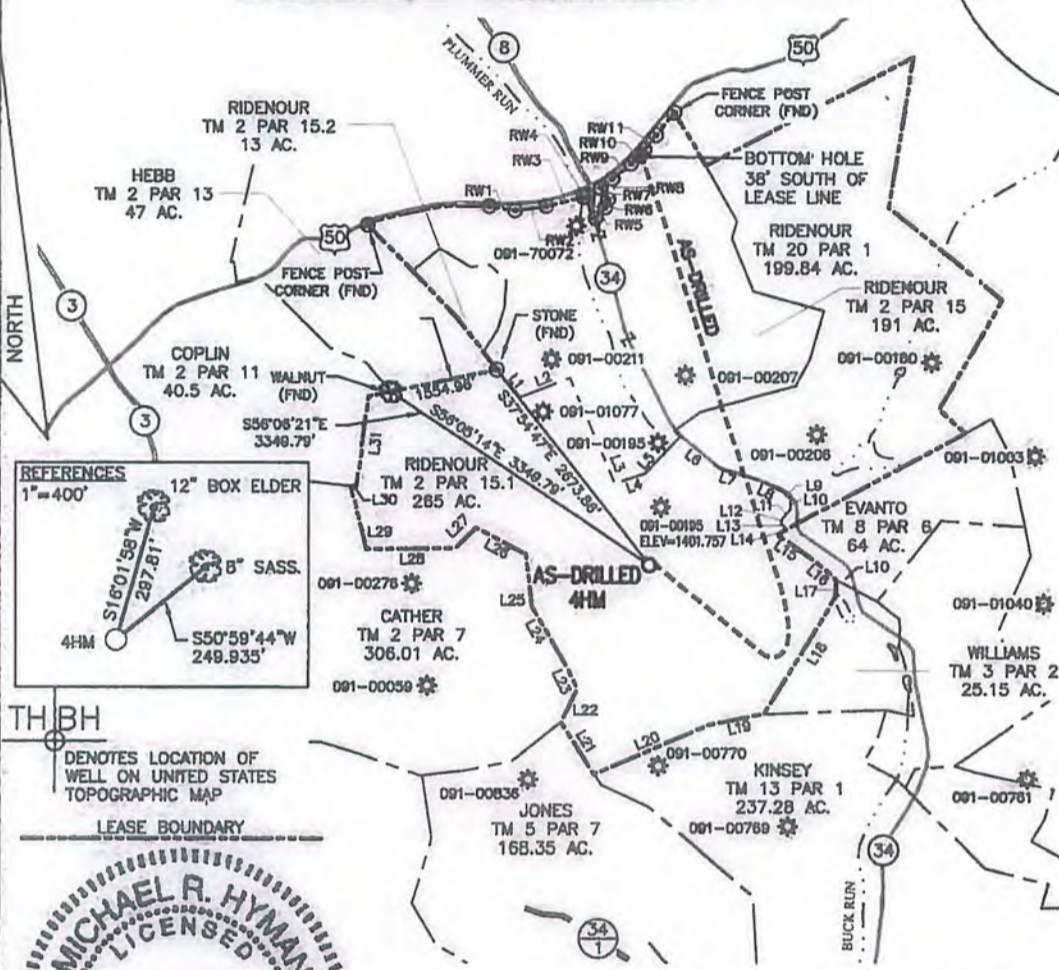 8
PLUMMER RUN
50
RIDENOUR
TM 2 PAR 15.2
13 AC.
FENCE POST
CORNER (FND)
RW11
RW10
RW9
RW4
RW3
HEBB
TM 2 PAR 13
47 AC.
BOTTOM HOLE
38' SOUTH OF
LEASE LINE
RW1
RW8
RW7
RW6
RW5
RW2
091-70072
50
FENCE POST
CORNER (FND)
34
AS-DRILLED
RIDENOUR
TM 20 PAR 1
199.84 AC.
RIDENOUR
TM 2 PAR 15
191 AC.
NORTH
3
STONE
(FND)
COPLIN
TM 2 PAR 11
40.5 AC.
WALNUT
(FND)
1554.96'
L1
L2
091-00211
091-00180
091-00207
S56°06'21"E
3349.79'
S56°05'14"E 3349.79'
S37°54'47"E 2673.86'
091-01077
091-00195
3
L31
L3
L4
L5
L6
091-00206
091-01003
REFERENCES
1"=400'
12" BOX ELDER
S16°01'58"W
297.81'
8" SASS.
4HM
S50°59'44"W
249.935'
RIDENOUR
TM 2 PAR 15.1
265 AC.
L30
L29
L28
L27
L26
L7
L8
L9
L10
L11
L12
L13
L14
091-00195
ELEV=1401.757
EVANTO
TM 8 PAR 6
64 AC.
L15
L16
L10
L17
091-00276
AS-DRILLED
4HM
L25
091-01040
CATHER
TM 2 PAR 7
306.01 AC.
L24
L18
WILLIAMS
TM 3 PAR 2
25.15 AC.
091-00059
L23
L22
TH BH
L19
L20
L21
DENOTES LOCATION OF
WELL ON UNITED STATES
TOPOGRAPHIC MAP
091-00770
KINSEY
TM 13 PAR 1
237.28 AC.
091-00836
JONES
TM 5 PAR 7
168.35 AC.
091-00769
091-00761
LEASE BOUNDARY
34
BUCK RUN
MICHAEL R. HYMAN
LICENSED
34
1